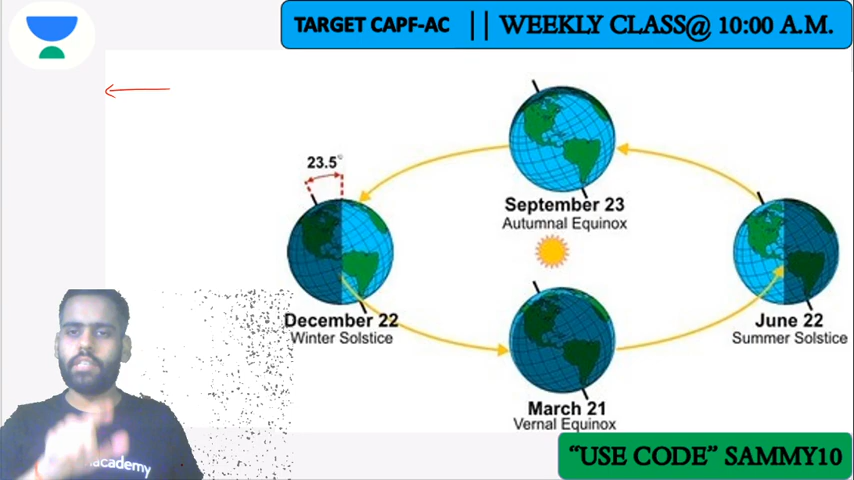 TARGET CAPF-AC || WEEKLY CLASS@ 10:00 A.M.
23.5°
September 23
Autumnal Equinox
December 22
Winter Solstice
June 22
Summer Solstice
March 21
Vernal Equinox
academy
“USE CODE” SAMMY10